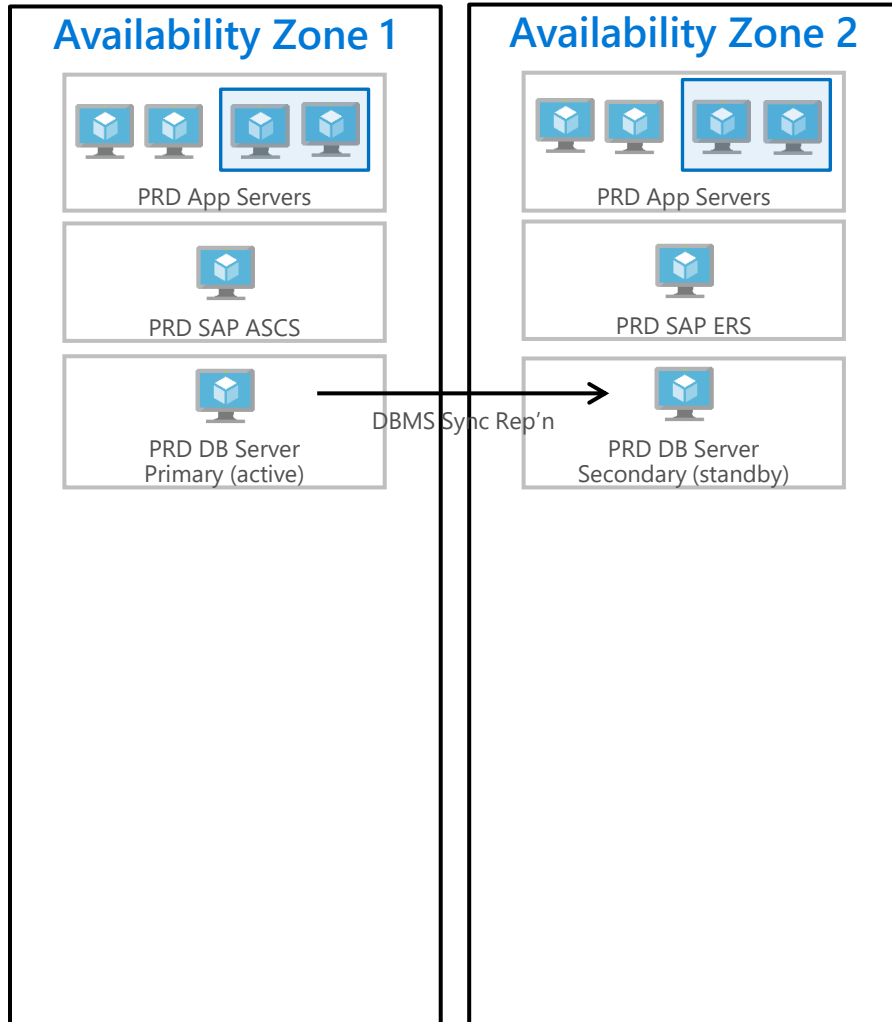 Availability Zone 1
PRD App Servers
PRD SAP ASCS
PRD DB Server
Primary (active)
DBMS Sync Rep’n
Availability Zone 2
PRD App Servers
PRD SAP ERS
PRD DB Server
Secondary (standby)